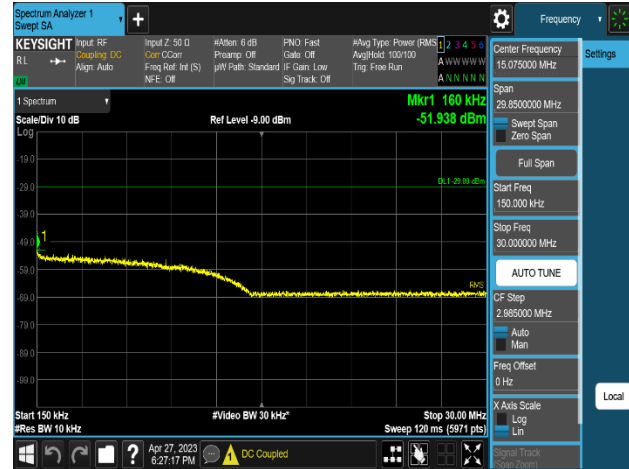 Spectrum Analyzer 1
Swept SA
Frequency
KEYSIGHT
R L
Input: RF
Coupling: DC
Align: Auto
Input Z: 50 Ω
Corr CCorr
Freq Ref: Int (S)
NFE: Off
#Atten: 6 dB
Preamp: Off
µW Path: Standard
PNO: Fast
Gate: Off
IF Gain: Low
Sig Track: Off
#Avg Type: Power (RMS
Avg|Hold: 100/100
Trig: Free Run
1 2 3 4 5 6
A W W W W W
A N N N N N
1 Spectrum
Scale/Div 10 dB
Log
Ref Level -9.00 dBm
Mkr1 160 kHz
-51.938 dBm
-19.0
-29.0
-39.0
-49.0
-59.0
-69.0
-79.0
-89.0
-99.0
DL1 -29.00 dBm
1
RMS
Start 150 kHz
#Res BW 10 kHz
#Video BW 30 kHz*
Stop 30.00 MHz
Sweep 120 ms (5971 pts)
Center Frequency
15.075000 MHz
Span
29.8500000 MHz
Swept Span
Zero Span
Full Span
Start Freq
150.000 kHz
Stop Freq
30.000000 MHz
AUTO TUNE
CF Step
2.985000 MHz
Auto
Man
Freq Offset
0 Hz
X Axis Scale
Log
Lin
Signal Track
(Span Zoom)
Settings
Local
?
Apr 27, 2023
6:27:17 PM
DC Coupled